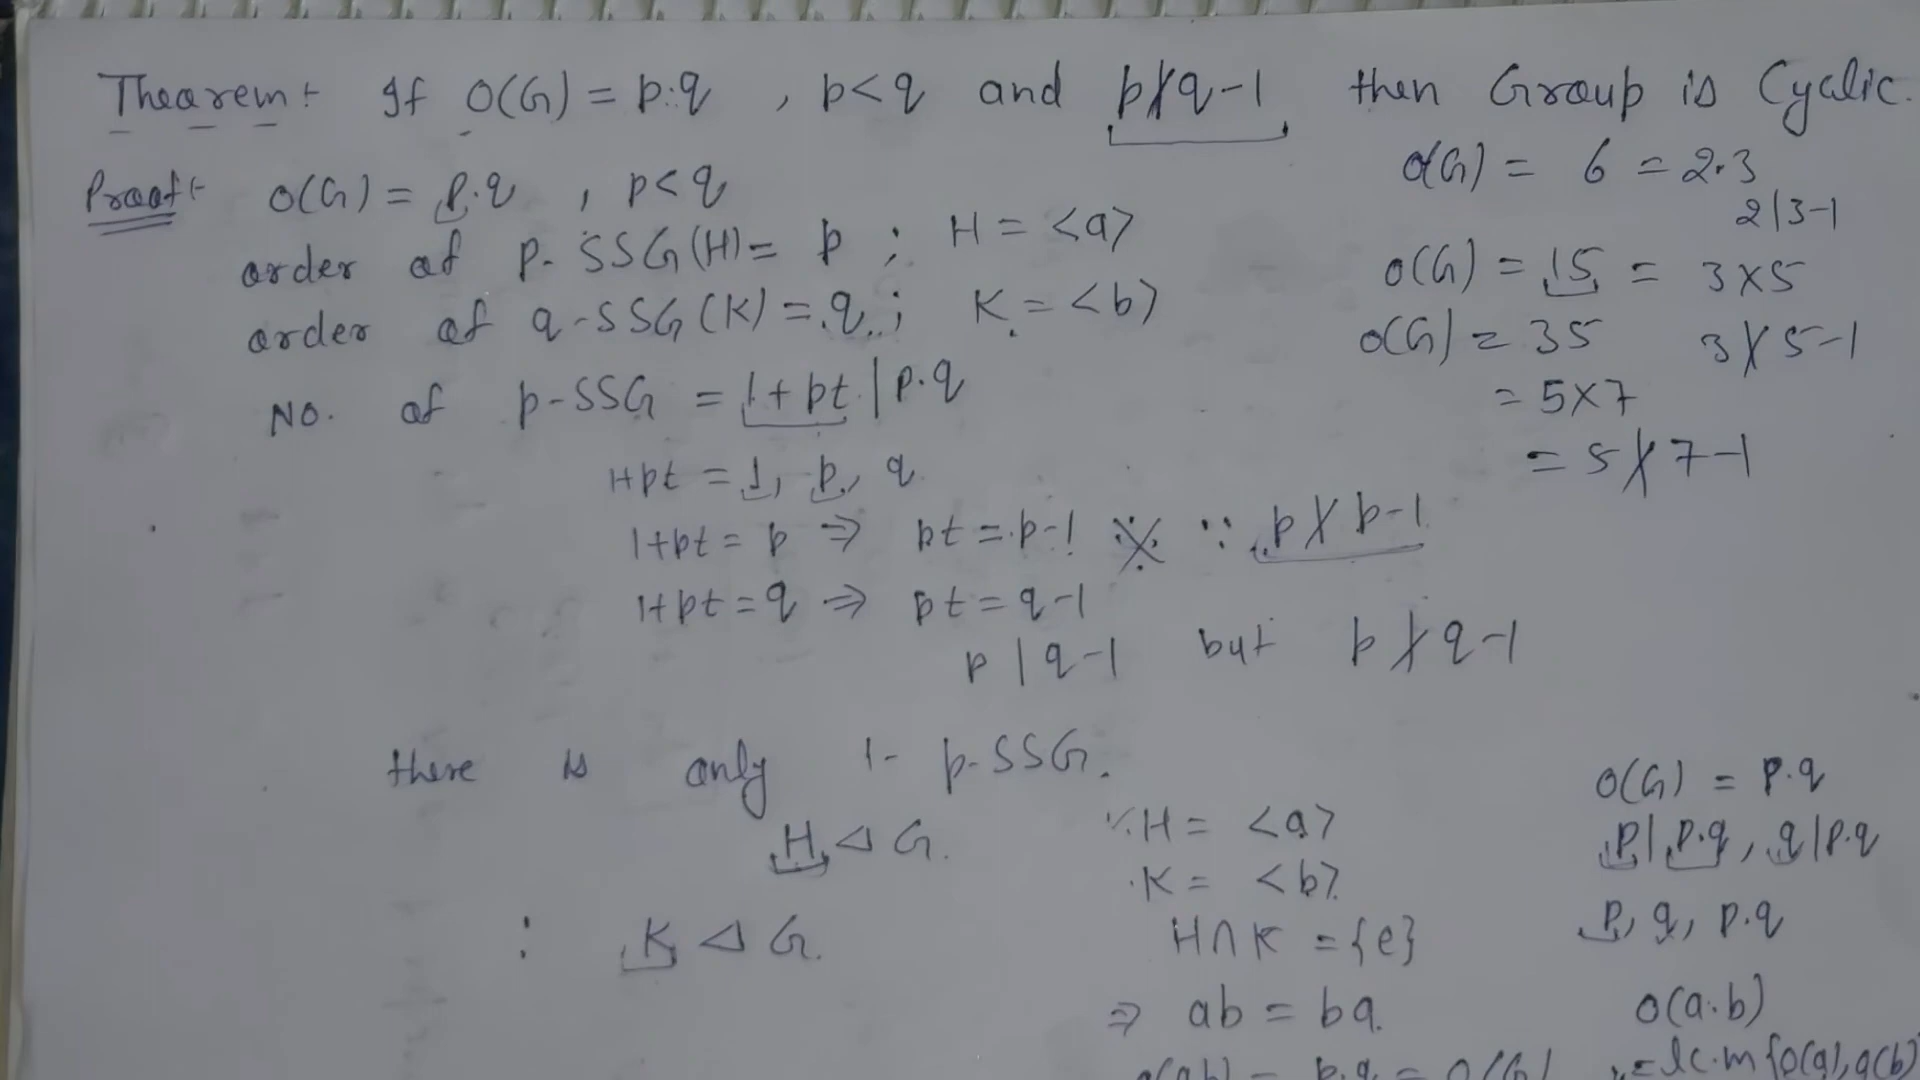 Thearem:- If O(G) = p.q , p<q and p∤q-1 then Group is Cyclic.
Proof:- O(G) = p.q , p<q
order of p-SSG(H) = p ; H = <a>
order of q-SSG(K) = q ; K = <b>
No. of p-SSG = 1+pt | p.q
1+pt = 1, p, q
1+pt = p ⇒ pt = p-1 ※ ∵ p∤p-1
1+pt = q ⇒ pt = q-1
p | q-1 but p∤q-1
there is only 1- p-SSG.
H ⊲ G.
: K ⊲ G.
O(G) = 6 = 2.3
2|3-1
O(G) = 15 = 3×5
O(G) = 35 3∤5-1
= 5×7
= 5∤7-1
∵ H = <a>
K = <b>
H∩K = {e}
⇒ ab = ba.
o(ab) = p.q = O(G)
O(G) = p.q
p|p.q, q|p.q
p, q, p.q
O(a.b)
= lc.m{O(a),O(b)